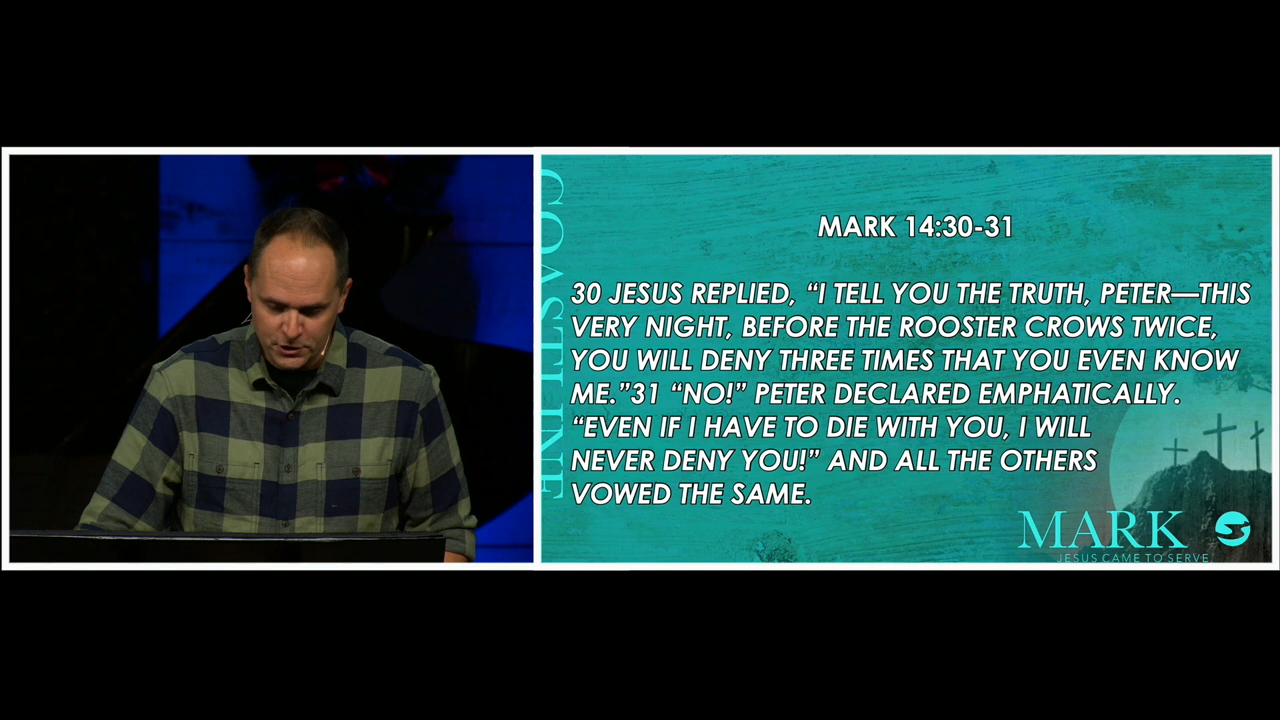 COASTLINE
MARK 14:30-31
30 JESUS REPLIED, “I TELL YOU THE TRUTH, PETER—THIS
VERY NIGHT, BEFORE THE ROOSTER CROWS TWICE,
YOU WILL DENY THREE TIMES THAT YOU EVEN KNOW
ME.”31 “NO!” PETER DECLARED EMPHATICALLY.
“EVEN IF I HAVE TO DIE WITH YOU, I WILL
NEVER DENY YOU!” AND ALL THE OTHERS
VOWED THE SAME.
MARK
JESUS CAME TO SERVE